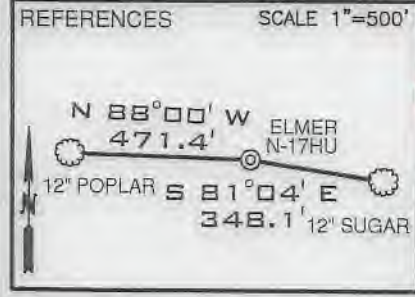 REFERENCES SCALE 1"=500'
N 88°00' W
471.4'
ELMER
N-17HU
12" POPLAR
S 81°04' E
348.1'
12" SUGAR
N